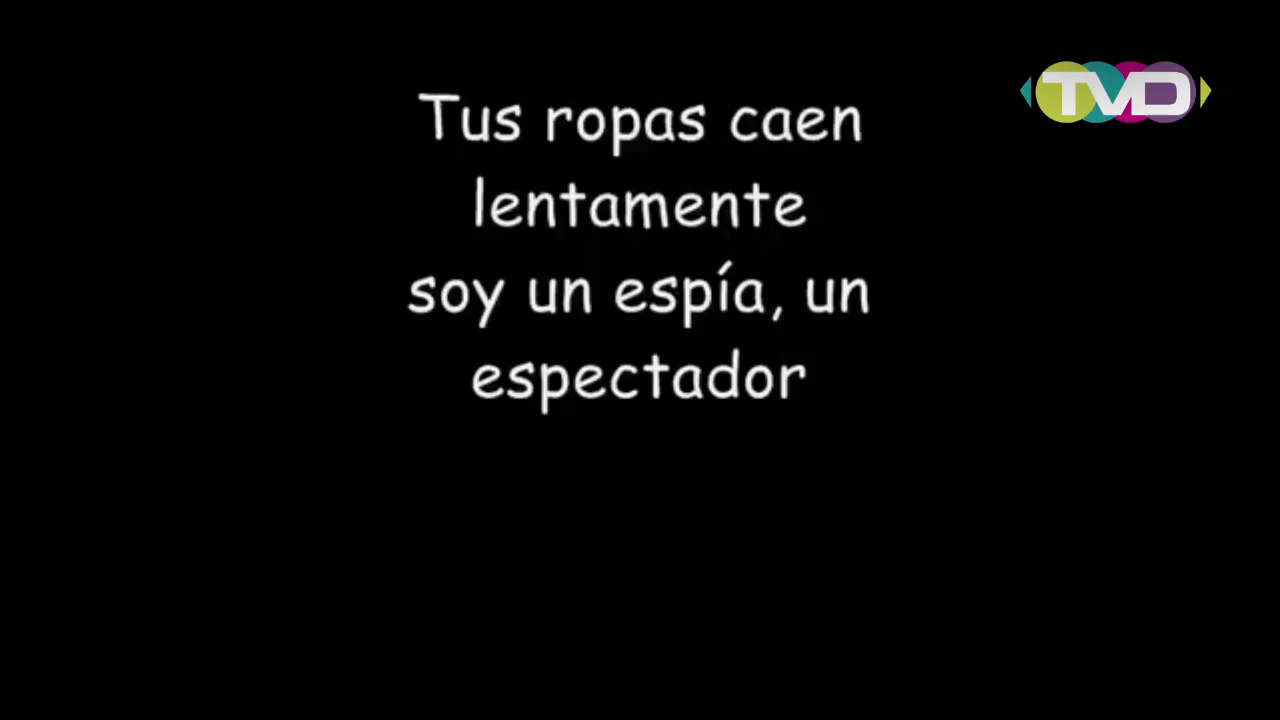 TVD
Tus ropas caen
lentamente
soy un espía, un
espectador